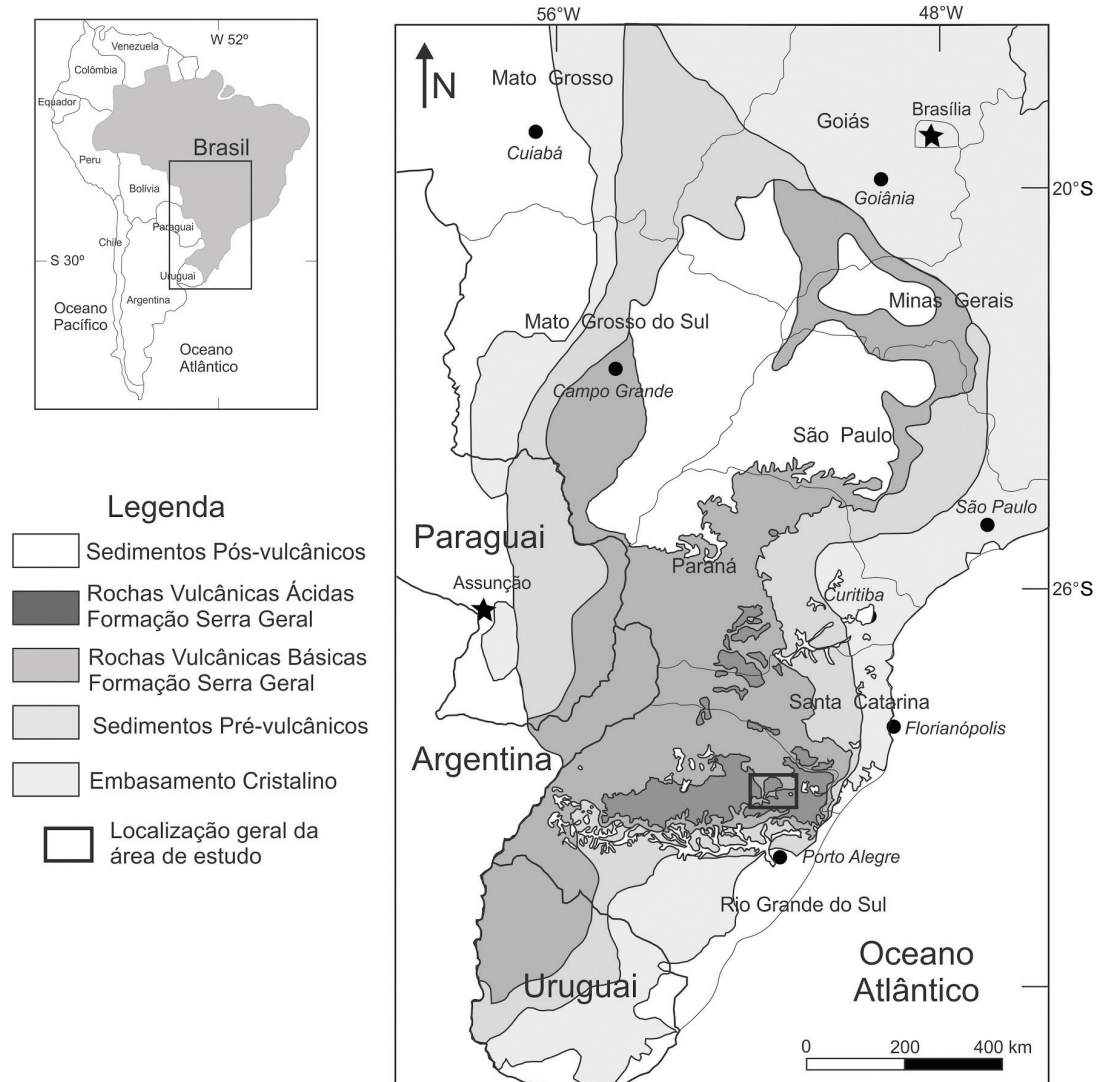 W 52º
Venezuela
Colômbia
Equador
Brasil
Peru
Bolívia
Paraguai
Chile
S 30º
Uruguai
Argentina
Oceano
Pacífico
Oceano
Atlântico
Legenda
Sedimentos Pós-vulcânicos
Rochas Vulcânicas Ácidas
Formação Serra Geral
Rochas Vulcânicas Básicas
Formação Serra Geral
Sedimentos Pré-vulcânicos
Embasamento Cristalino
Localização geral da
área de estudo
56°W
48°W
N
Mato Grosso
Goiás
Brasília
Cuiabá
Goiânia
20°S
Minas Gerais
Mato Grosso do Sul
Campo Grande
São Paulo
São Paulo
Paraguai
Paraná
Assunção
Curitiba
26°S
Santa Catarina
Florianópolis
Argentina
Porto Alegre
Rio Grande do Sul
Oceano
Atlântico
Uruguai
0 200 400 km